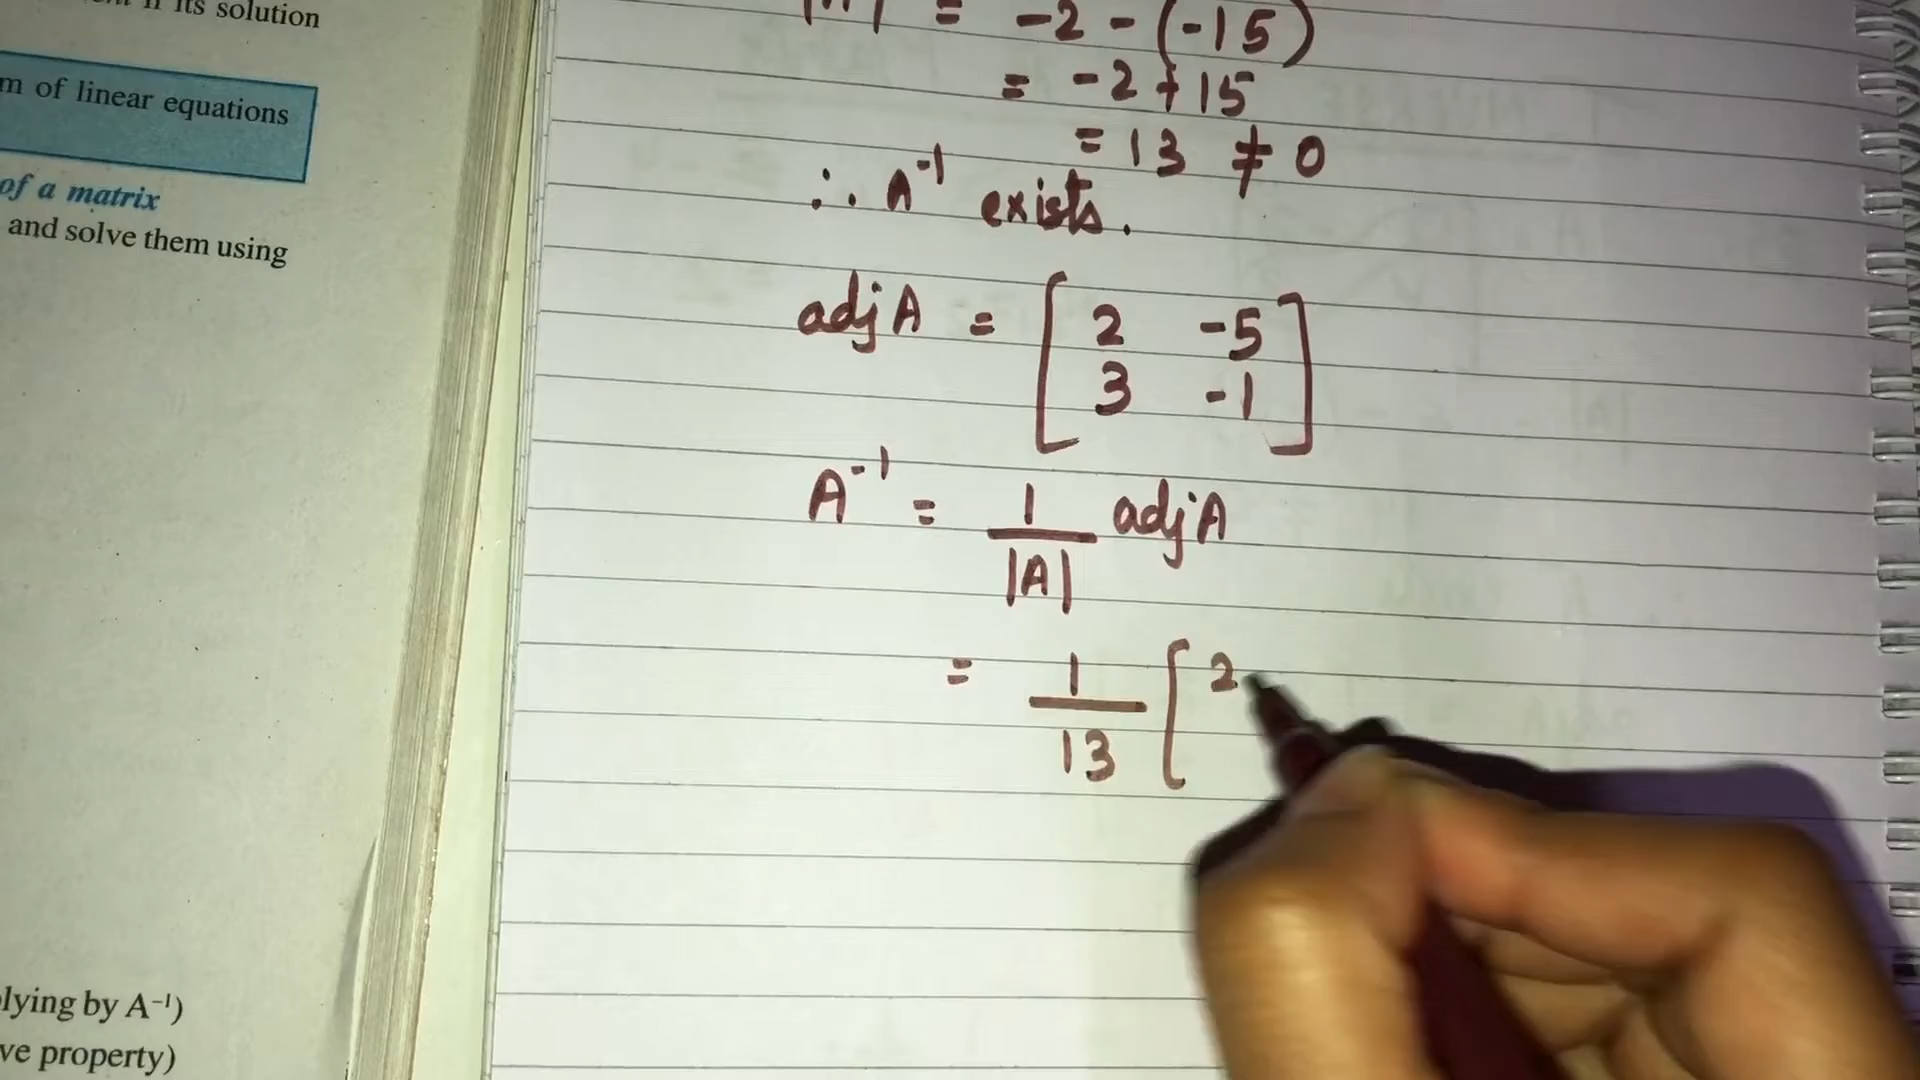 its solution
m of linear equations
of a matrix
and solve them using
lying by A⁻¹)
ve property)
= -2 - (-15)
= -2 + 15
= 13 ≠ 0
∴ A⁻¹ exists.
adj A = [ 2 -5
3 -1 ]
A⁻¹ = 1/|A| adj A
= 1/13 [ 2